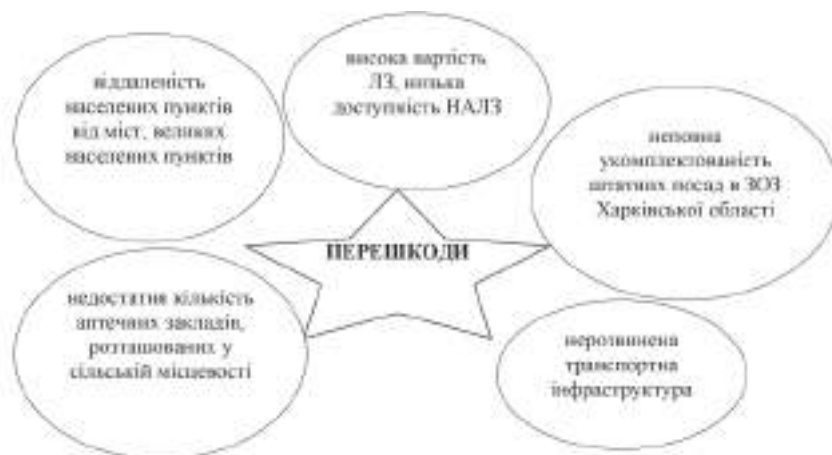 віддаленість
населених пунктів
від міст, великих
населених пунктів
висока вартість
ЛЗ, низька
доступність НАЛЗ
неповна
укомплектованість
штатних посад в ЗОЗ
Харківської області
ПЕРЕШКОДИ
недостатня кількість
аптечних закладів,
розташованих у
сільській місцевості
нерозвинена
транспортна
інфраструктура